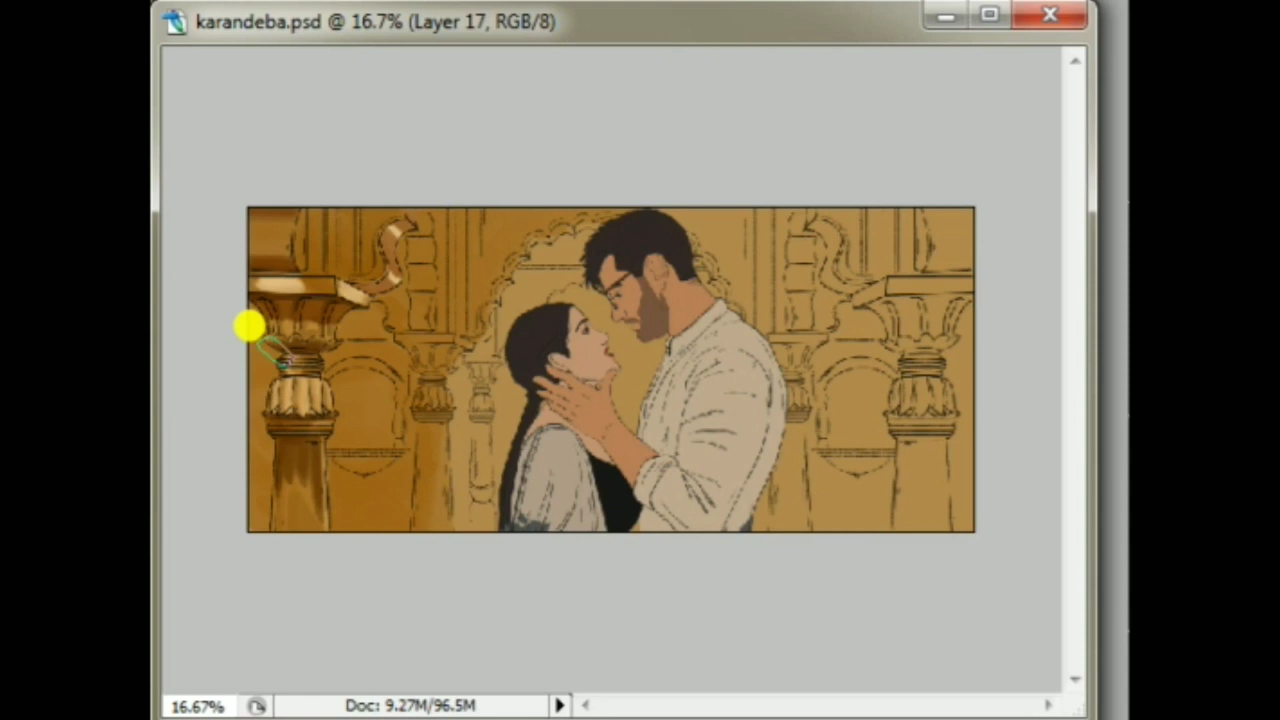 karandeba.psd @ 16.7% (Layer 17, RGB/8)
16.67%
Doc: 9.27M/96.5M